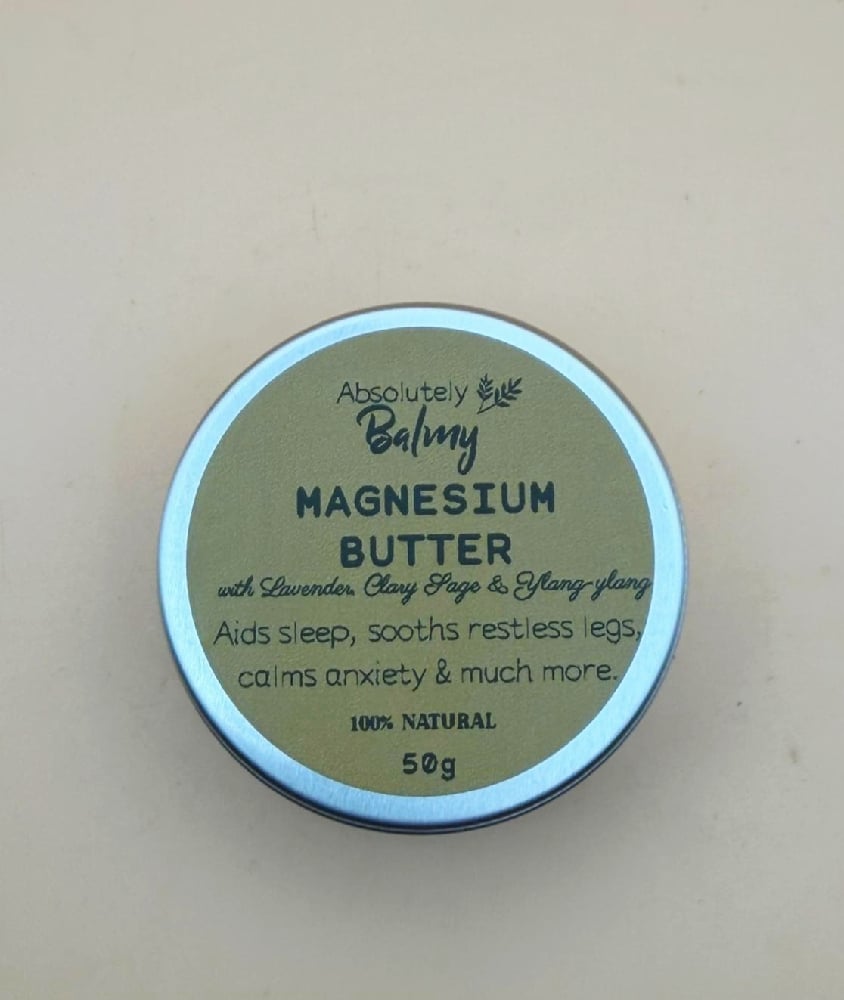 Absolutely
Balmy
MAGNESIUM
BUTTER
with Lavender, Clary Sage & Ylang-ylang
Aids sleep, sooths restless legs,
calms anxiety & much more.
100% NATURAL
50g